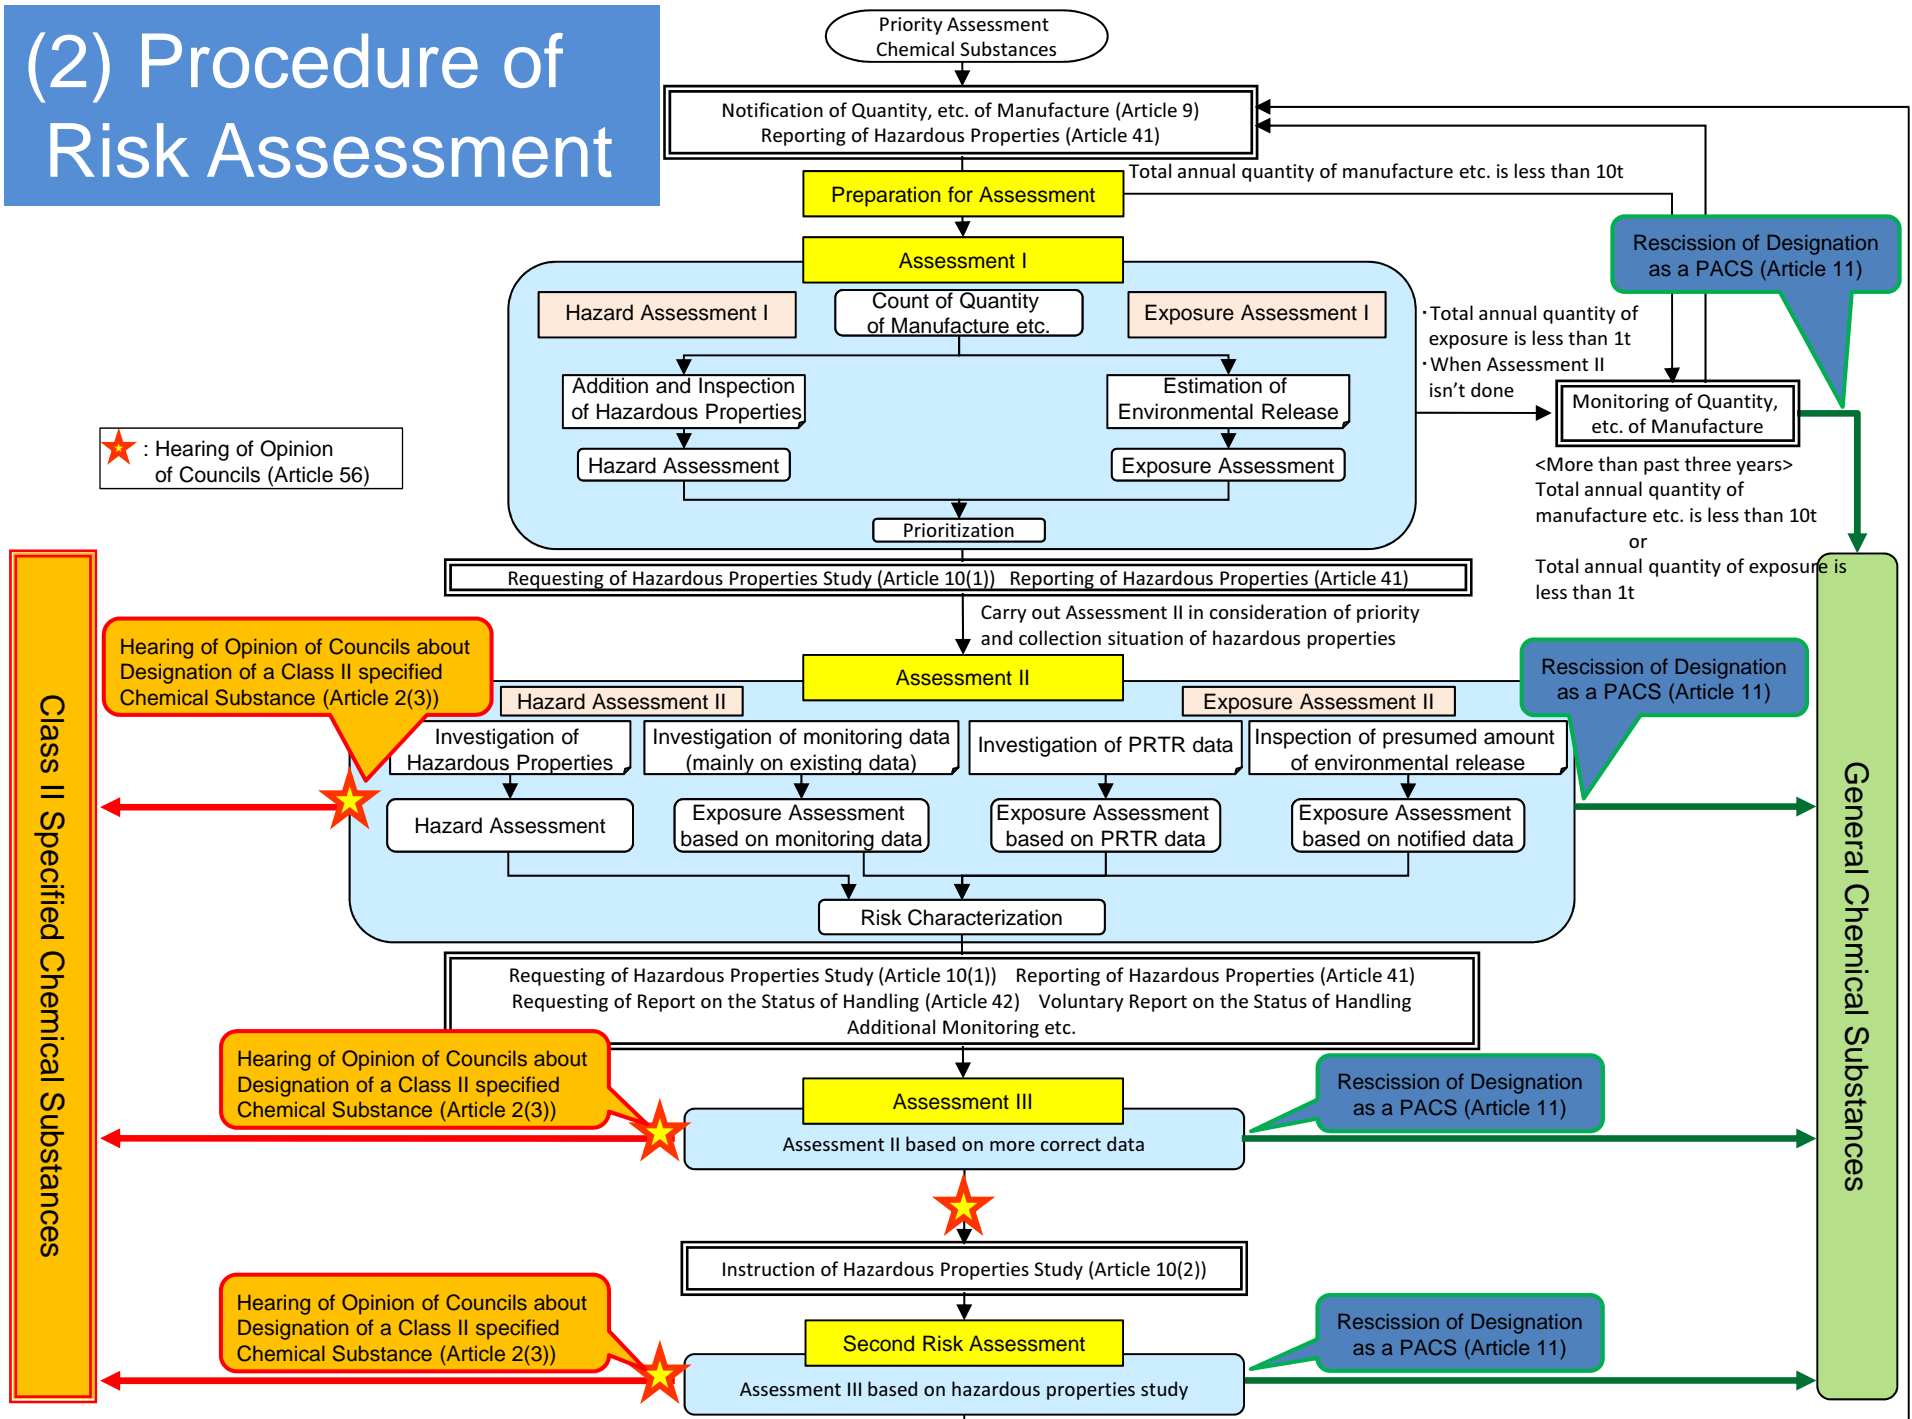 (2) Procedure of
Risk Assessment
Priority Assessment
Chemical Substances
Notification of Quantity, etc. of Manufacture (Article 9)
Reporting of Hazardous Properties (Article 41)
Total annual quantity of manufacture etc. is less than 10t
Preparation for Assessment
Rescission of Designation
as a PACS (Article 11)
Assessment I
Hazard Assessment I
Count of Quantity
of Manufacture etc.
Exposure Assessment I
・Total annual quantity of
exposure is less than 1t
・When Assessment II
isn't done
Addition and Inspection
of Hazardous Properties
Estimation of
Environmental Release
Monitoring of Quantity,
etc. of Manufacture
: Hearing of Opinion
of Councils (Article 56)
Hazard Assessment
Exposure Assessment
<More than past three years>
Total annual quantity of
manufacture etc. is less than 10t
or
Total annual quantity of exposure is
less than 1t
Prioritization
Requesting of Hazardous Properties Study (Article 10(1)) Reporting of Hazardous Properties (Article 41)
Carry out Assessment II in consideration of priority
and collection situation of hazardous properties
Hearing of Opinion of Councils about
Designation of a Class II specified
Chemical Substance (Article 2(3))
Assessment II
Rescission of Designation
as a PACS (Article 11)
Hazard Assessment II
Exposure Assessment II
Investigation of
Hazardous Properties
Investigation of monitoring data
(mainly on existing data)
Investigation of PRTR data
Inspection of presumed amount
of environmental release
Hazard Assessment
Exposure Assessment
based on monitoring data
Exposure Assessment
based on PRTR data
Exposure Assessment
based on notified data
Risk Characterization
Class II Specified Chemical Substances
General Chemical Substances
Requesting of Hazardous Properties Study (Article 10(1)) Reporting of Hazardous Properties (Article 41)
Requesting of Report on the Status of Handling (Article 42) Voluntary Report on the Status of Handling
Additional Monitoring etc.
Hearing of Opinion of Councils about
Designation of a Class II specified
Chemical Substance (Article 2(3))
Assessment III
Rescission of Designation
as a PACS (Article 11)
Assessment II based on more correct data
Instruction of Hazardous Properties Study (Article 10(2))
Hearing of Opinion of Councils about
Designation of a Class II specified
Chemical Substance (Article 2(3))
Second Risk Assessment
Rescission of Designation
as a PACS (Article 11)
Assessment III based on hazardous properties study